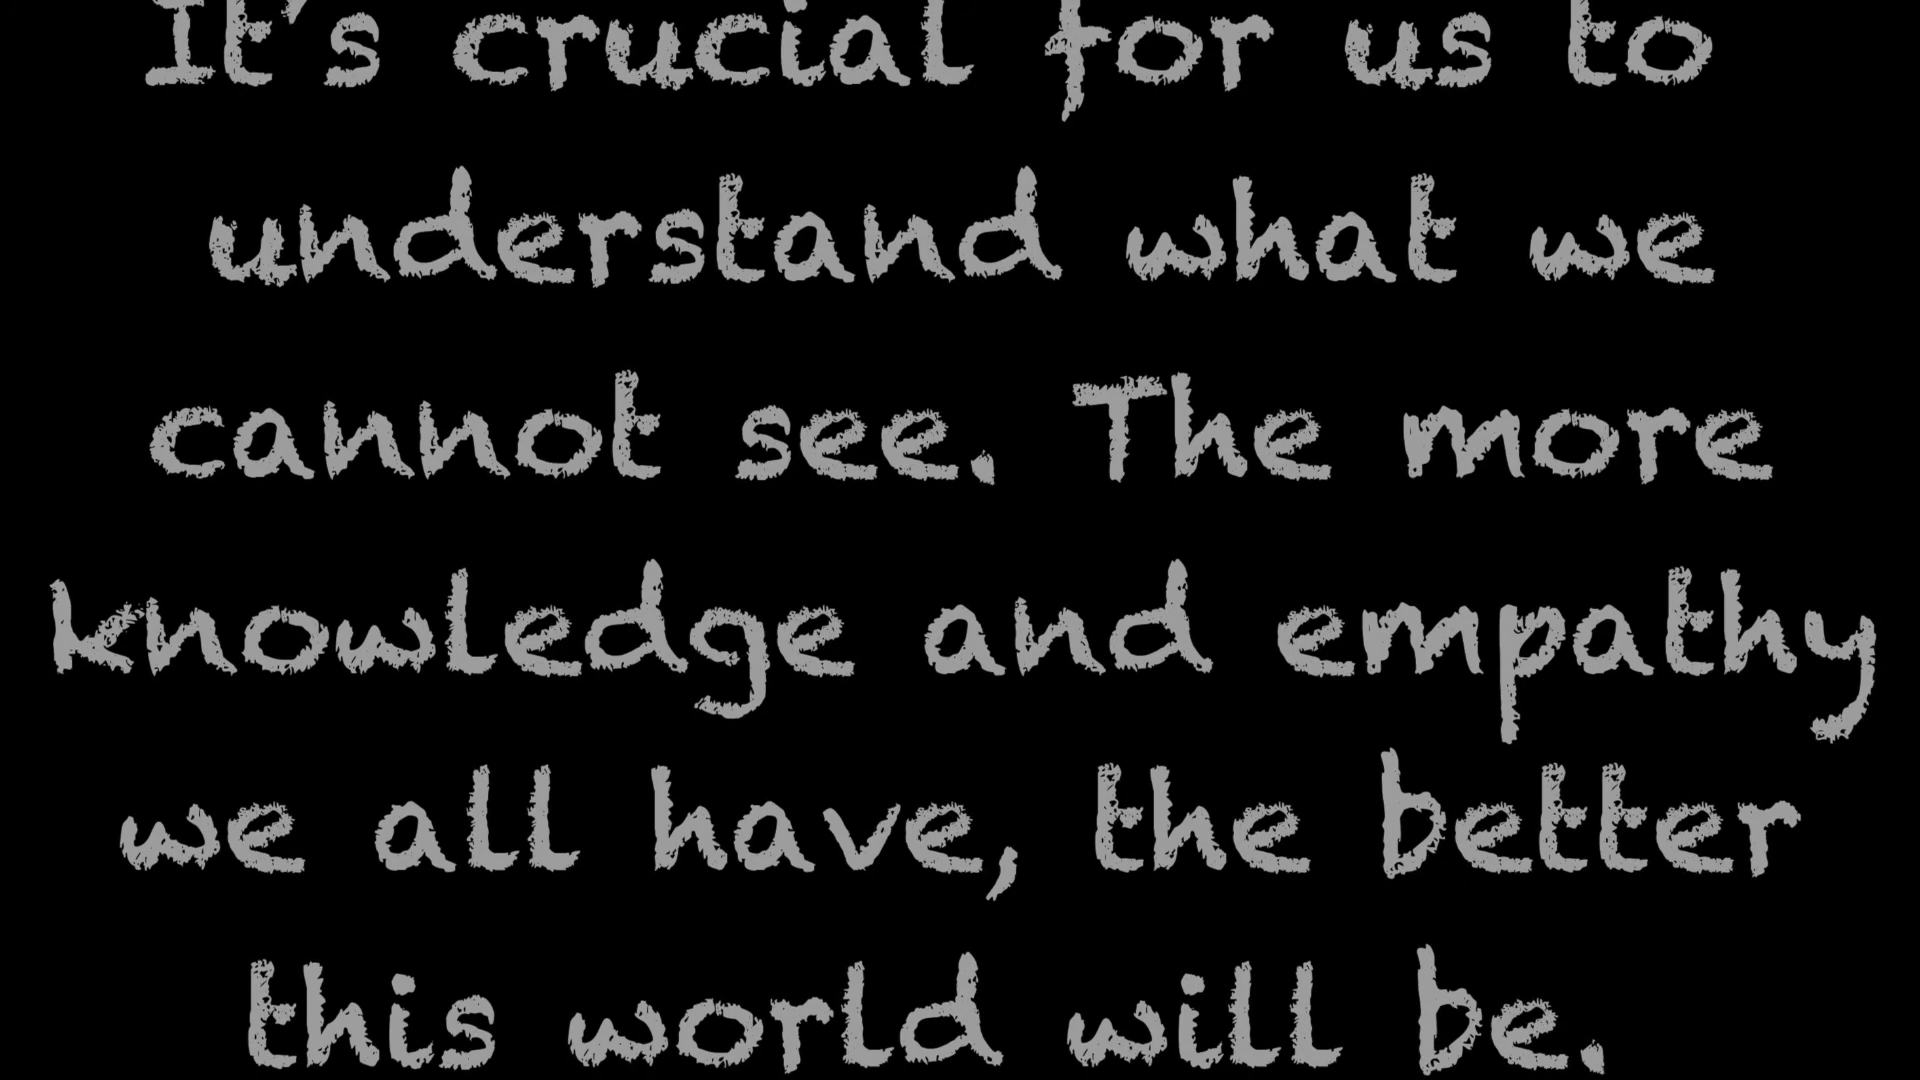 It's crucial for us to
understand what we
cannot see. The more
knowledge and empathy
we all have, the better
this world will be.